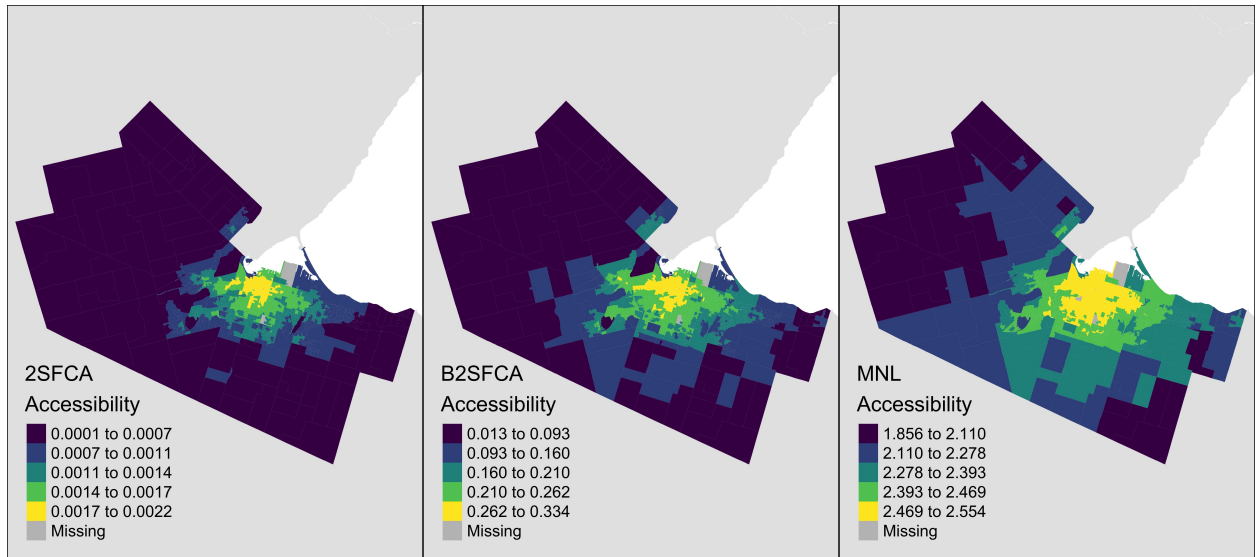 2SFCA
Accessibility
0.0001 to 0.0007
0.0007 to 0.0011
0.0011 to 0.0014
0.0014 to 0.0017
0.0017 to 0.0022
Missing
B2SFCA
Accessibility
0.013 to 0.093
0.093 to 0.160
0.160 to 0.210
0.210 to 0.262
0.262 to 0.334
Missing
MNL
Accessibility
1.856 to 2.110
2.110 to 2.278
2.278 to 2.393
2.393 to 2.469
2.469 to 2.554
Missing